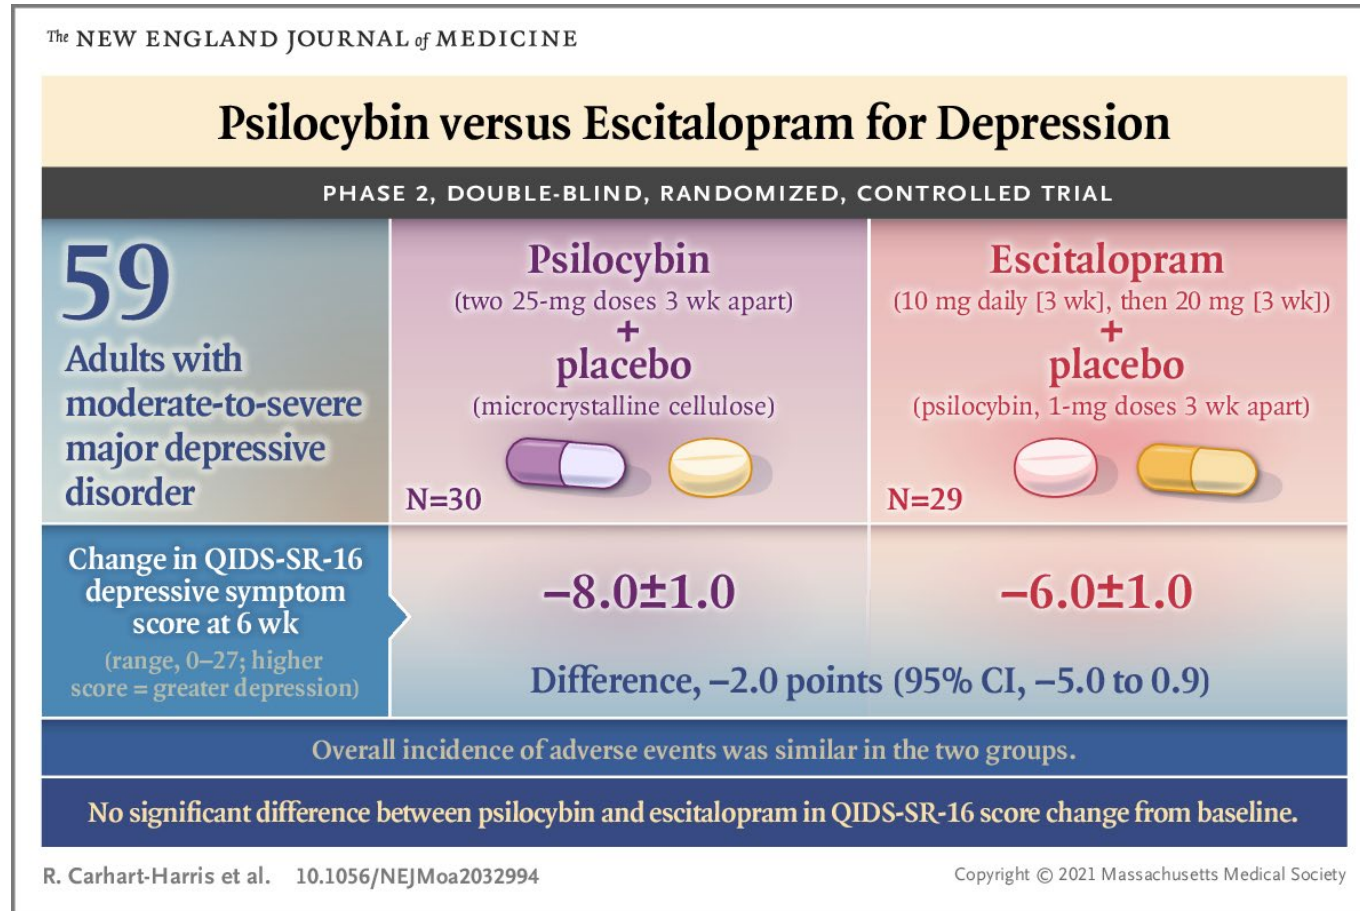 The NEW ENGLAND JOURNAL of MEDICINE
Psilocybin versus Escitalopram for Depression
PHASE 2, DOUBLE-BLIND, RANDOMIZED, CONTROLLED TRIAL
59
Adults with
moderate-to-severe
major depressive
disorder
Psilocybin
(two 25-mg doses 3 wk apart)
+
placebo
(microcrystalline cellulose)
N=30
Escitalopram
(10 mg daily [3 wk], then 20 mg [3 wk])
+
placebo
(psilocybin, 1-mg doses 3 wk apart)
N=29
Change in QIDS-SR-16
depressive symptom
score at 6 wk
(range, 0–27; higher
score = greater depression)
–8.0±1.0
–6.0±1.0
Difference, –2.0 points (95% CI, –5.0 to 0.9)
Overall incidence of adverse events was similar in the two groups.
No significant difference between psilocybin and escitalopram in QIDS-SR-16 score change from baseline.
R. Carhart-Harris et al. 10.1056/NEJMoa2032994
Copyright © 2021 Massachusetts Medical Society